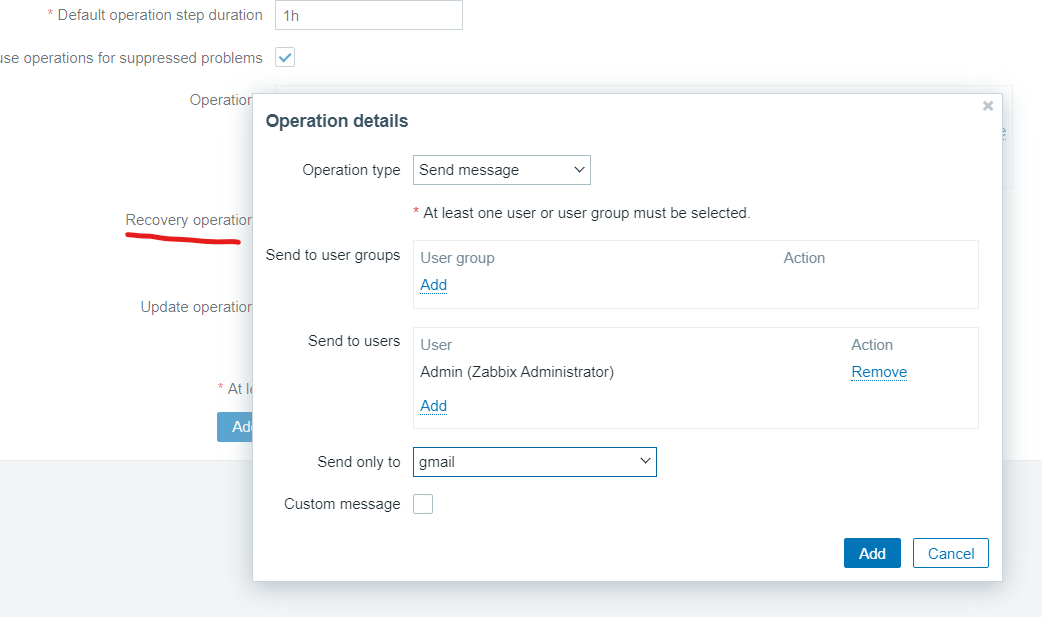 * Default operation step duration 1h
use operations for suppressed problems
Operation
Operation details
×
Operation type Send message
* At least one user or user group must be selected.
Recovery operation
Send to user groups User group Action
Add
Update operation
Send to users User Action
Admin (Zabbix Administrator) Remove
* At le
Add
Ad
Send only to gmail
Custom message
Add Cancel